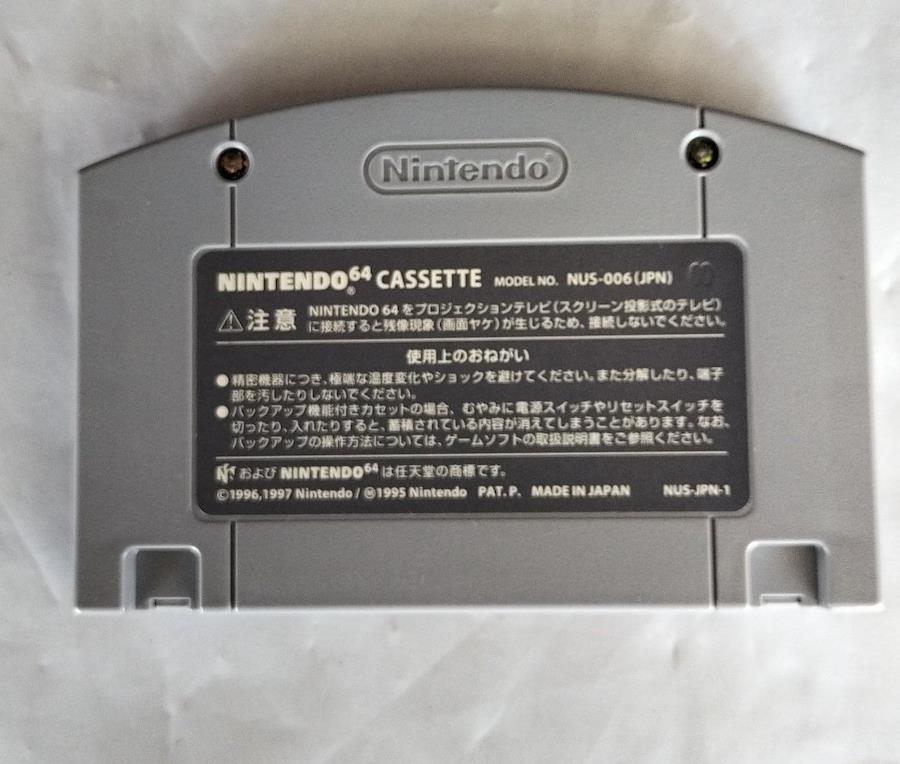 Nintendo
NINTENDO64 CASSETTE MODEL NO. NUS-006(JPN)
注意 NINTENDO 64 をプロジェクションテレビ(スクリーン投影式のテレビ)
に接続すると残像現象(画面ヤケ)が生じるため、接続しないでください。
使用上のおねがい
●精密機器につき、極端な温度変化やショックを避けてください。また分解したり、端子
部を汚したりしないでください。
●バックアップ機能付きカセットの場合、むやみに電源スイッチやリセットスイッチを
切ったり、入れたりすると、蓄積されている内容が消えてしまうことがあります。なお、
バックアップの操作方法については、ゲームソフトの取扱説明書をご参照ください。
および NINTENDO64 は任天堂の商標です。
©1996,1997 Nintendo/Ⓜ1995 Nintendo PAT.P. MADE IN JAPAN NUS-JPN-1